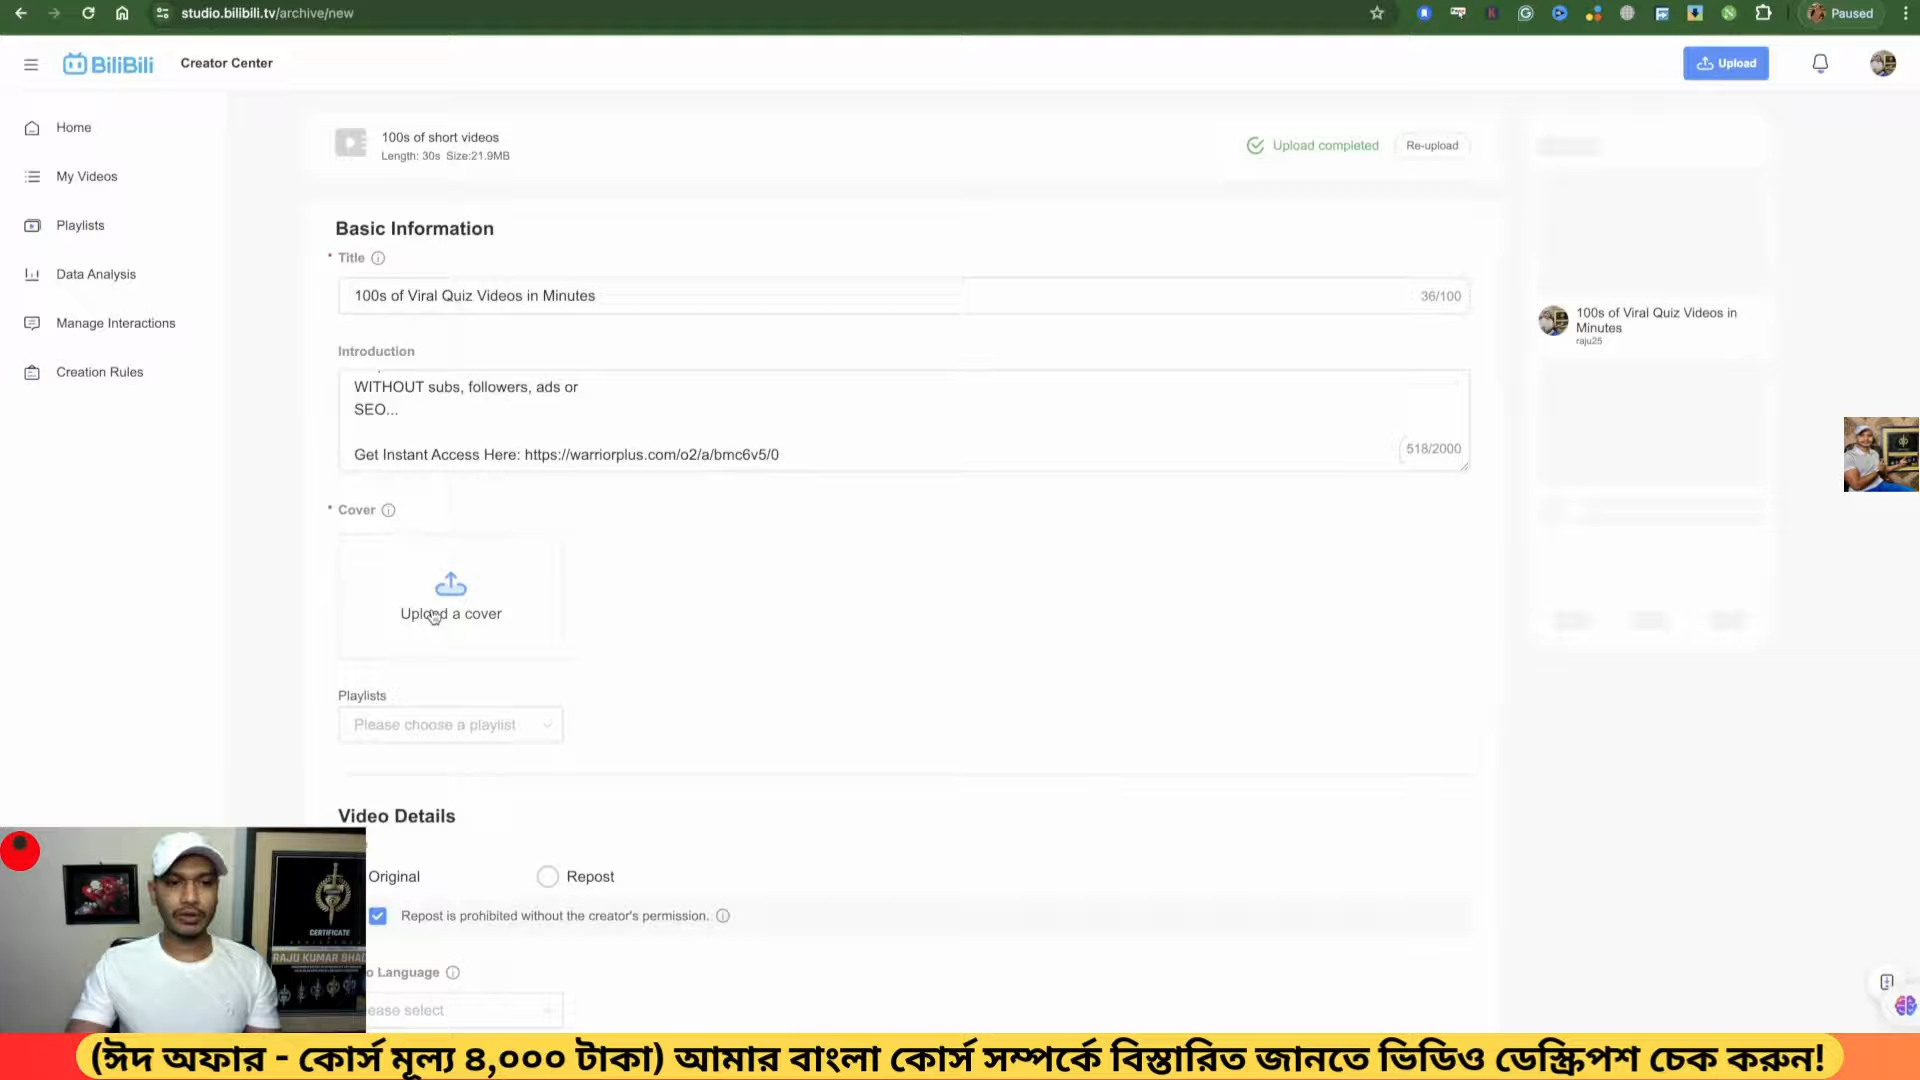 studio.bilibili.tv/archive/new
Paused
BiliBili
Creator Center
Upload
Home
My Videos
Playlists
Data Analysis
Manage Interactions
Creation Rules
100s of short videos
Length: 30s Size:21.9MB
Upload completed
Re-upload
Basic Information
* Title
100s of Viral Quiz Videos in Minutes
36/100
Introduction
WITHOUT subs, followers, ads or
SEO...
Get Instant Access Here: https://warriorplus.com/o2/a/bmc6v5/0
518/2000
* Cover
Upload a cover
Playlists
Please choose a playlist
Video Details
Original
Repost
Repost is prohibited without the creator's permission.
o Language
ease select
100s of Viral Quiz Videos in
Minutes
raju25
CERTIFICATE
RAJU KUMAR BHAD
(ঈদ অফার - কোর্স মূল্য ৪,০০০ টাকা) আমার বাংলা কোর্স সম্পর্কে বিস্তারিত জানতে ভিডিও ডেস্ক্রিপশ চেক করুন!